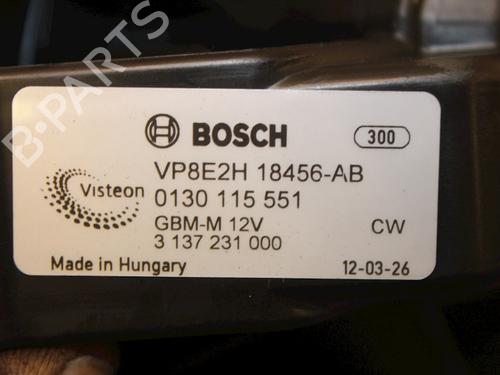 B·PARTS
BOSCH
300
VP8E2H 18456-AB
Visteon
0130 115 551
GBM-M 12V
CW
3 137 231 000
Made in Hungary
12-03-26